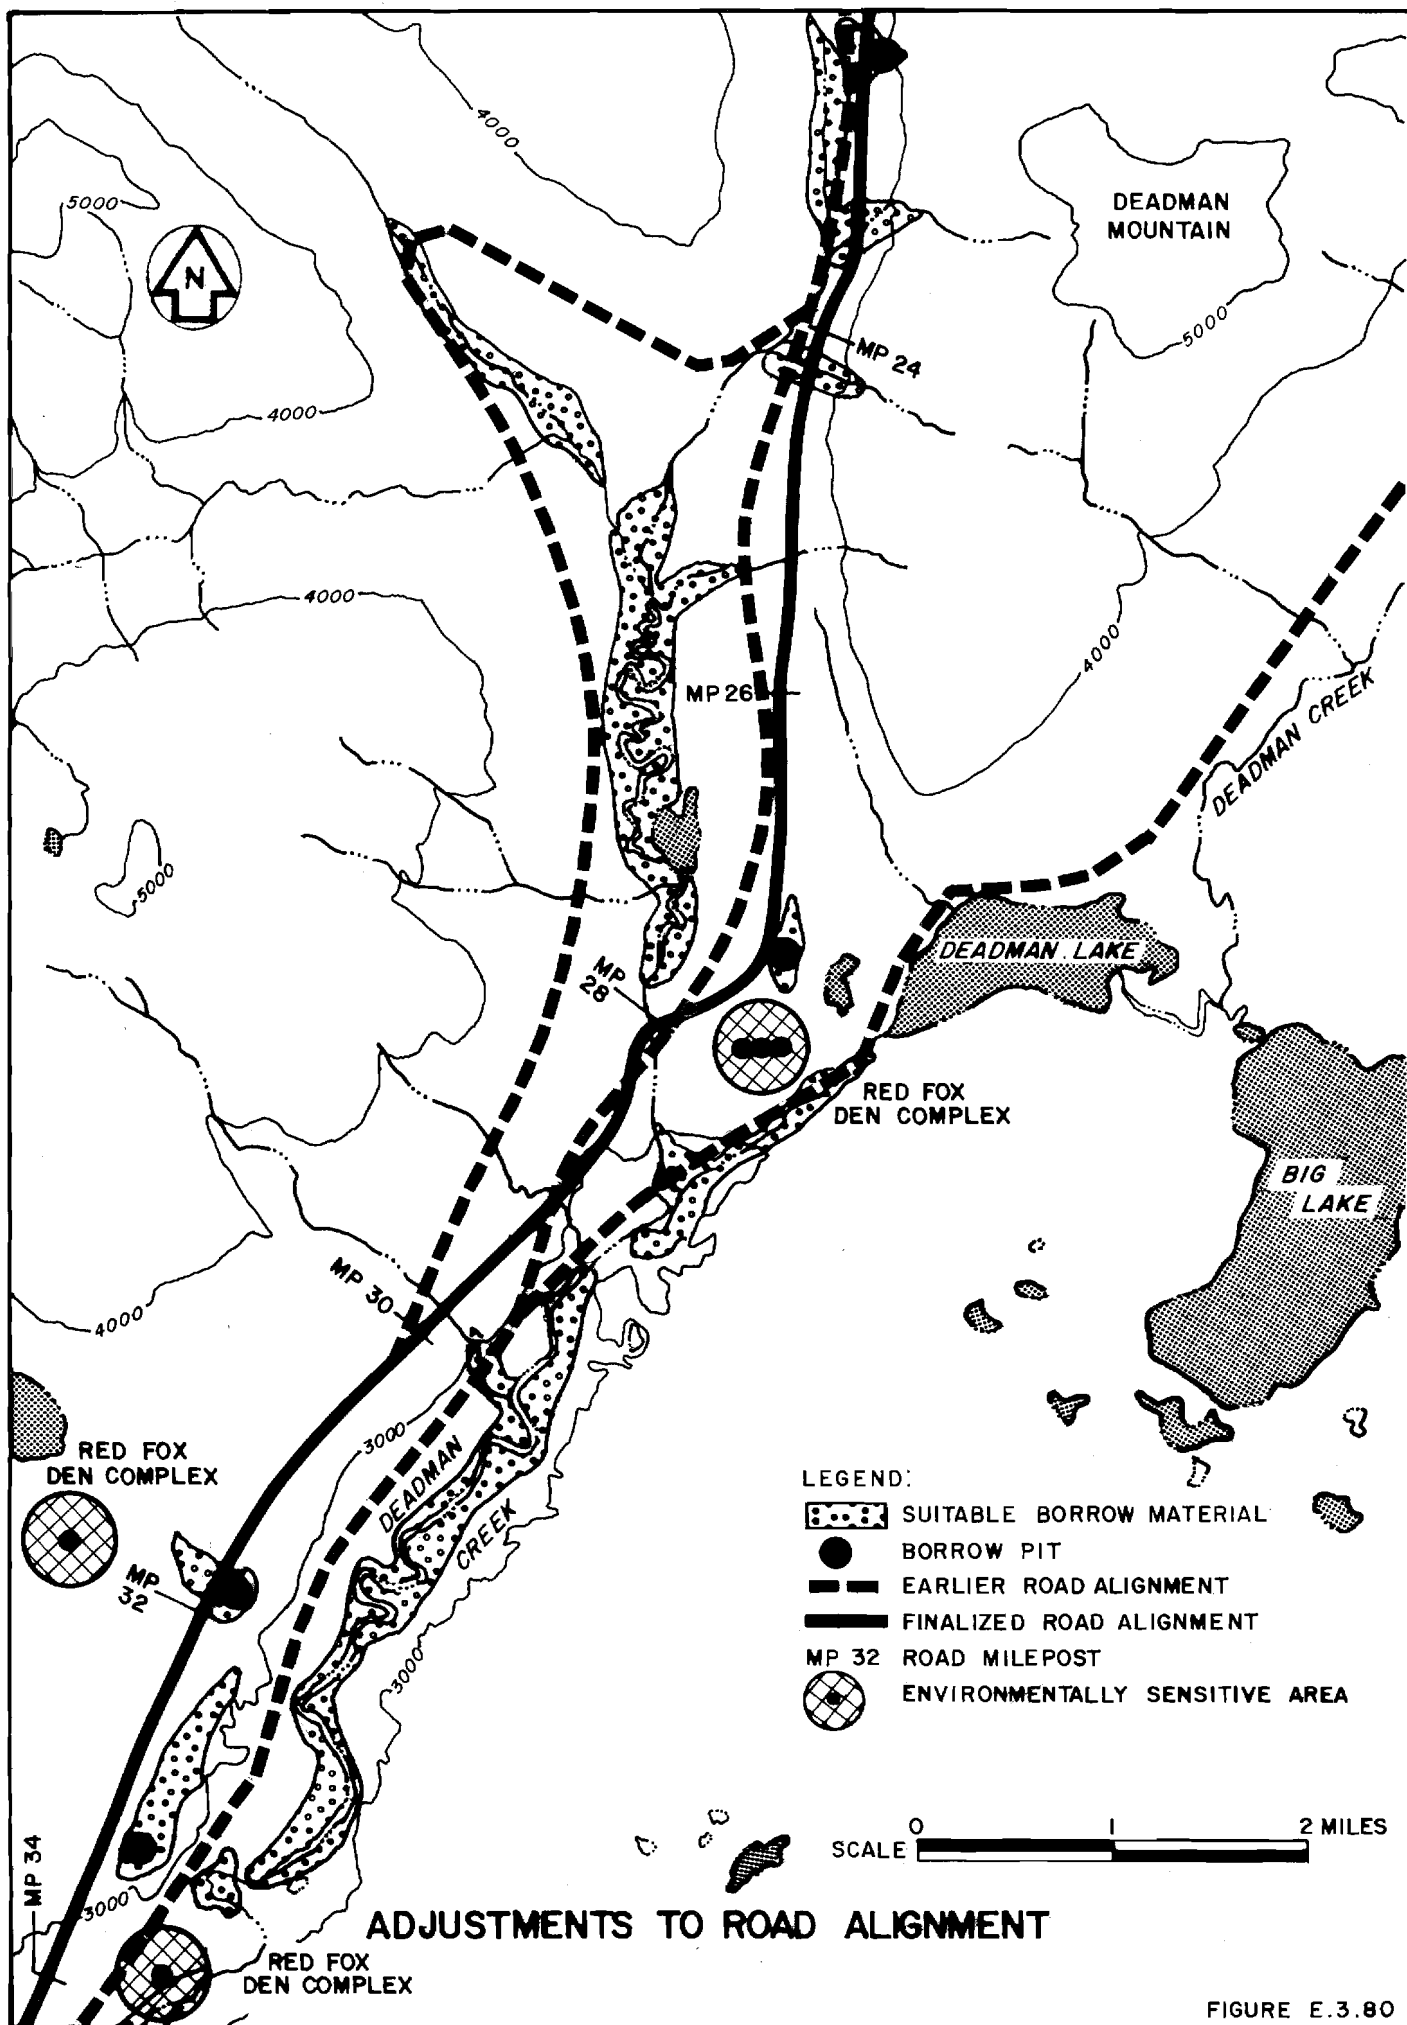 4000
5000
N
DEADMAN
MOUNTAIN
5000
MP 24
4000
4000
4000
MP 26
DEADMAN CREEK
5000
DEADMAN LAKE
MP
28
RED FOX
DEN COMPLEX
BIG
LAKE
MP 30
4000
3000
RED FOX
DEN COMPLEX
DEADMAN
CREEK
MP
32
3000
LEGEND:
SUITABLE BORROW MATERIAL
BORROW PIT
EARLIER ROAD ALIGNMENT
FINALIZED ROAD ALIGNMENT
MP 32 ROAD MILEPOST
ENVIRONMENTALLY SENSITIVE AREA
0 1 2 MILES
SCALE
MP 34
3000
ADJUSTMENTS TO ROAD ALIGNMENT
RED FOX
DEN COMPLEX
FIGURE E.3.80